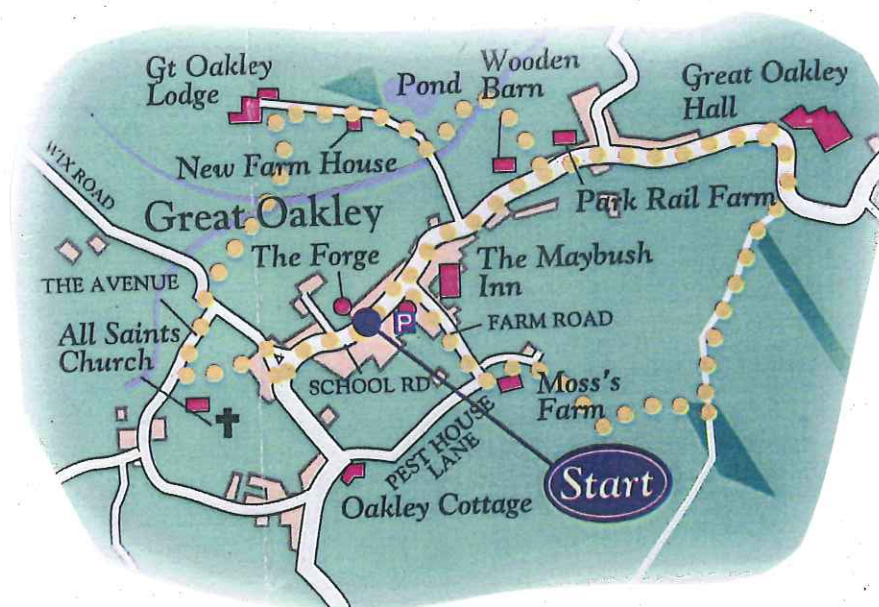 Gt Oakley
Lodge
Pond
Wooden
Barn
Great Oakley
Hall
WIX ROAD
New Farm House
Park Rail Farm
Great Oakley
The Forge
The Maybush
Inn
THE AVENUE
P
FARM ROAD
All Saints
Church
SCHOOL RD
Moss's
Farm
PEST HOUSE
LANE
Start
Oakley Cottage